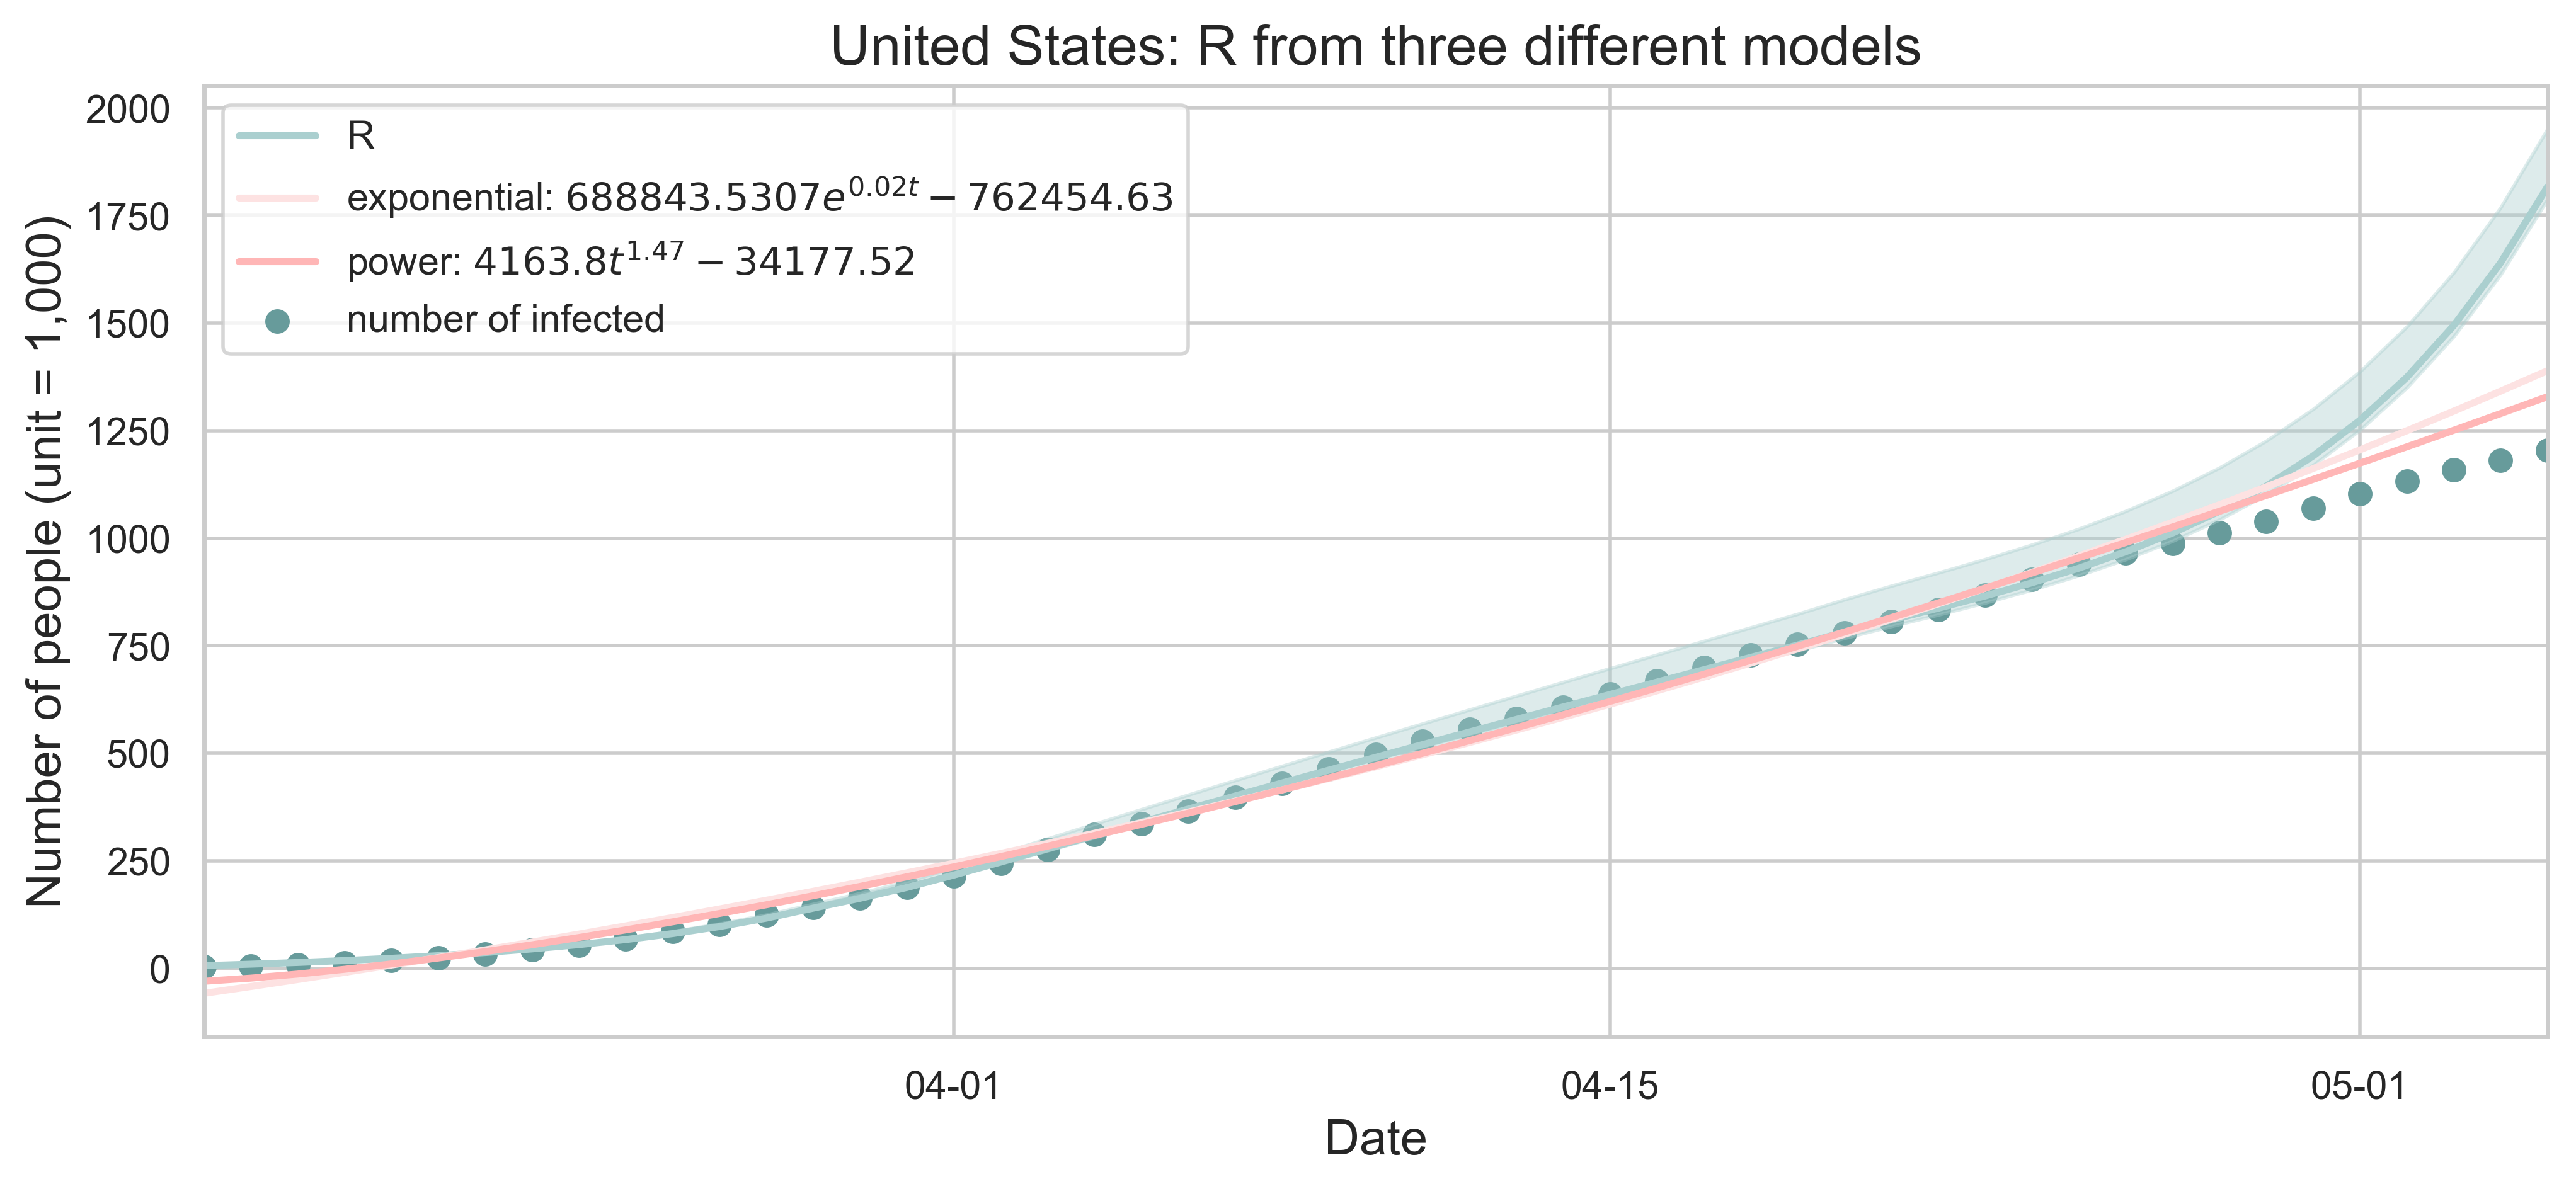 United States: R from three different models
R
exponential: 688843.5307e^{0.02t} − 762454.63
power: 4163.8t^{1.47} − 34177.52
number of infected
Number of people (unit = 1,000)
2000
1750
1500
1250
1000
750
500
250
0
04-01 04-15 05-01
Date